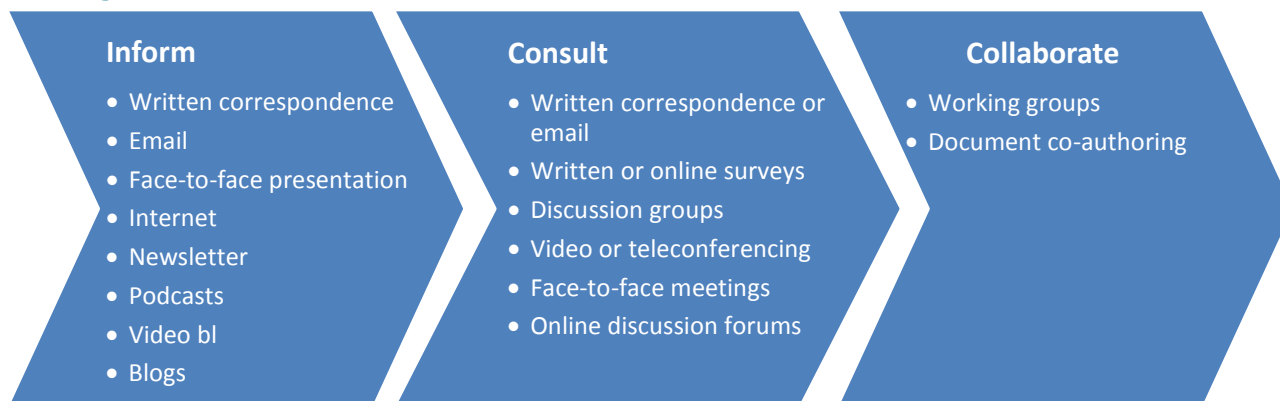 Inform
• Written correspondence
• Email
• Face-to-face presentation
• Internet
• Newsletter
• Podcasts
• Video bl
• Blogs
Consult
• Written correspondence or
email
• Written or online surveys
• Discussion groups
• Video or teleconferencing
• Face-to-face meetings
• Online discussion forums
Collaborate
• Working groups
• Document co-authoring